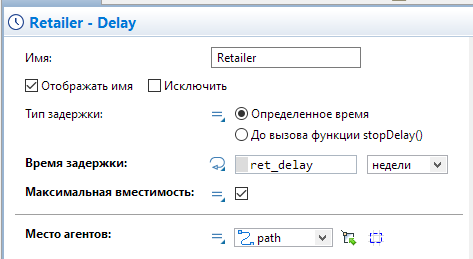 Retailer - Delay
Имя: Retailer
Отображать имя Исключить
Тип задержки: Определенное время
До вызова функции stopDelay()
Время задержки: ret_delay недели
Максимальная вместимость:
Место агентов: path